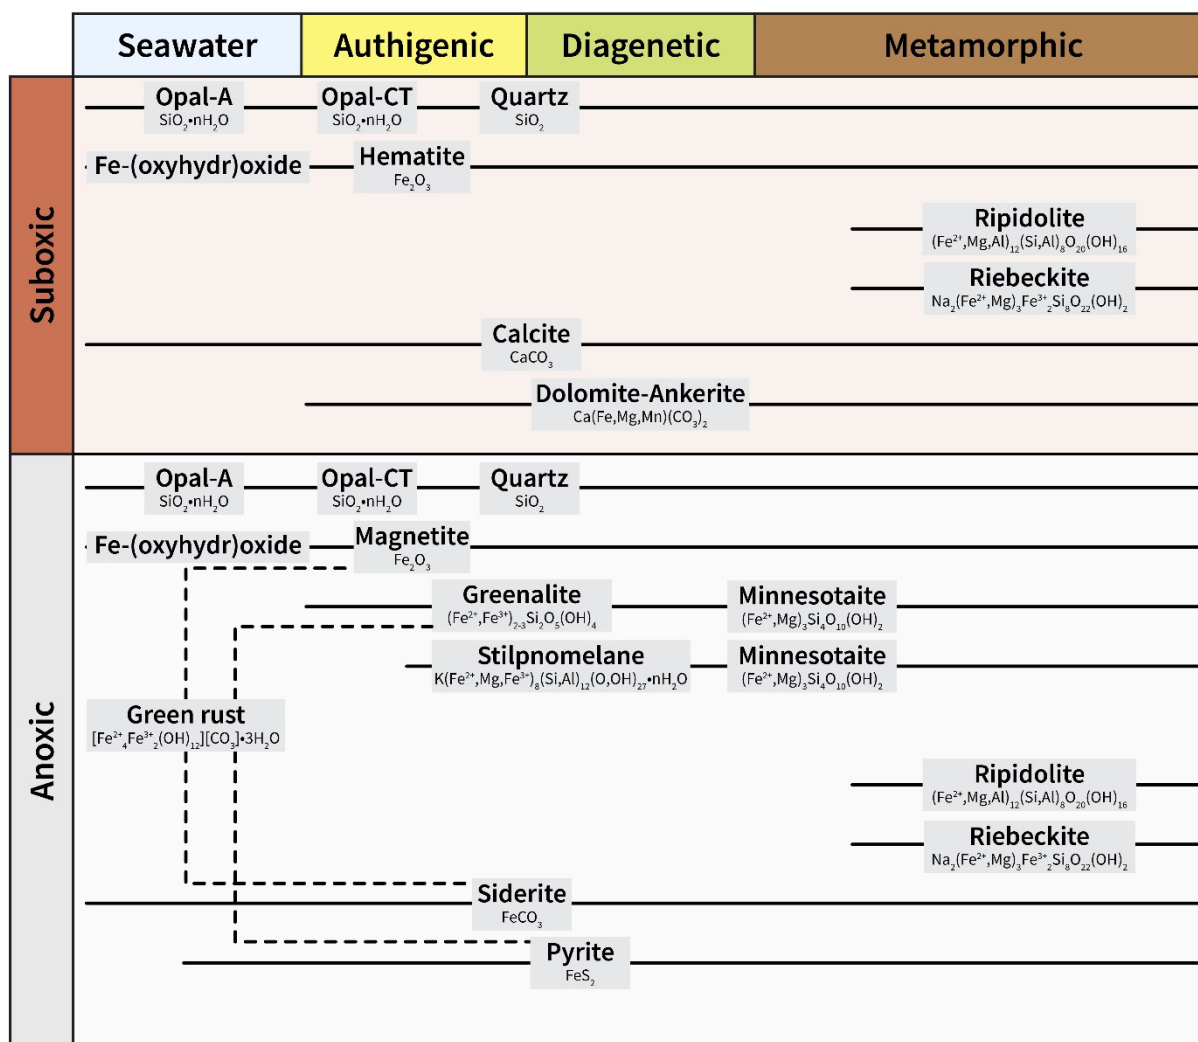 Seawater Authigenic Diagenetic Metamorphic
Suboxic
Opal-A Opal-CT Quartz
SiO₂•nH₂O SiO₂•nH₂O SiO₂
Fe-(oxyhydr)oxide Hematite
Fe₂O₃
Ripidolite
(Fe²⁺,Mg,Al)₁₂(Si,Al)₈O₂₀(OH)₁₆
Riebeckite
Na₂(Fe²⁺,Mg)₃Fe³⁺₂Si₈O₂₂(OH)₂
Calcite
CaCO₃
Dolomite-Ankerite
Ca(Fe,Mg,Mn)(CO₃)₂
Anoxic
Opal-A Opal-CT Quartz
SiO₂•nH₂O SiO₂•nH₂O SiO₂
Fe-(oxyhydr)oxide Magnetite
Fe₂O₃
Greenalite Minnesotaite
(Fe²⁺,Fe³⁺)₂₋₃Si₂O₅(OH)₄ (Fe²⁺,Mg)₃Si₄O₁₀(OH)₂
Stilpnomelane Minnesotaite
K(Fe²⁺,Mg,Fe³⁺)₈(Si,Al)₁₂(O,OH)₂₇•nH₂O (Fe²⁺,Mg)₃Si₄O₁₀(OH)₂
Green rust
[Fe²⁺₄Fe³⁺₂(OH)₁₂][CO₃]•3H₂O
Ripidolite
(Fe²⁺,Mg,Al)₁₂(Si,Al)₈O₂₀(OH)₁₆
Riebeckite
Na₂(Fe²⁺,Mg)₃Fe³⁺₂Si₈O₂₂(OH)₂
Siderite
FeCO₃
Pyrite
FeS₂